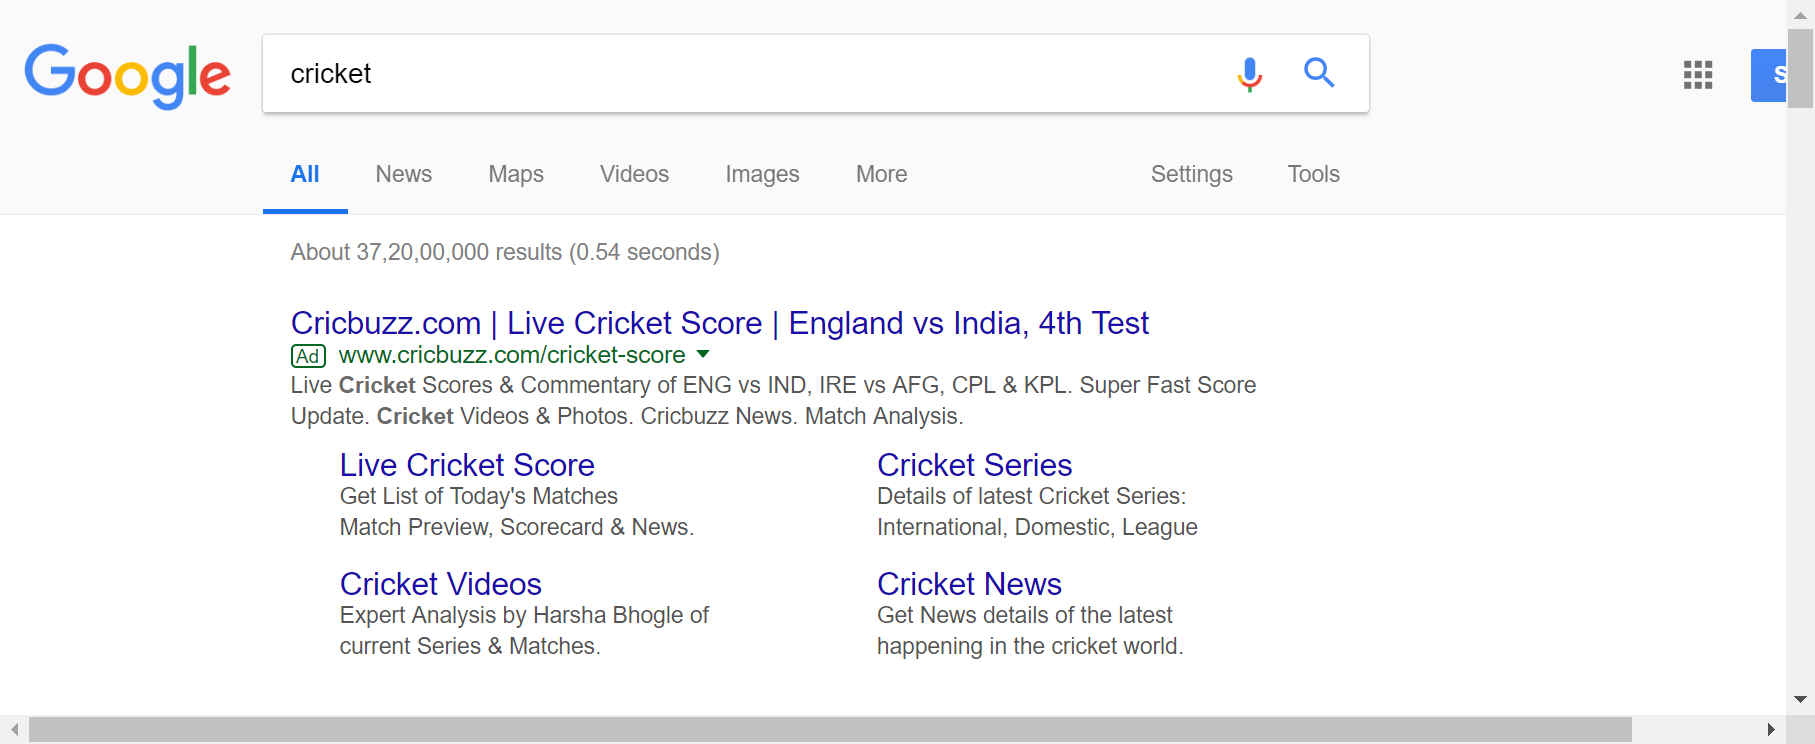 Google
cricket
S
All News Maps Videos Images More Settings Tools
About 37,20,00,000 results (0.54 seconds)
Cricbuzz.com | Live Cricket Score | England vs India, 4th Test
Ad www.cricbuzz.com/cricket-score
Live Cricket Scores & Commentary of ENG vs IND, IRE vs AFG, CPL & KPL. Super Fast Score
Update. Cricket Videos & Photos. Cricbuzz News. Match Analysis.
Live Cricket Score
Get List of Today's Matches
Match Preview, Scorecard & News.
Cricket Series
Details of latest Cricket Series:
International, Domestic, League
Cricket Videos
Expert Analysis by Harsha Bhogle of
current Series & Matches.
Cricket News
Get News details of the latest
happening in the cricket world.